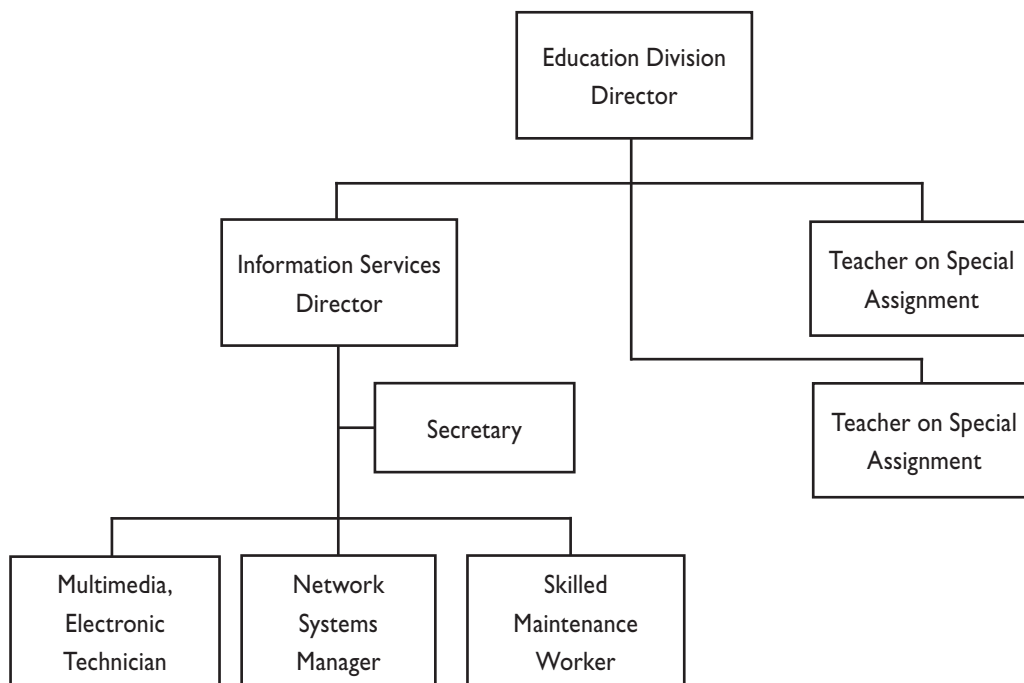 Education Division
Director
Information Services
Director
Teacher on Special
Assignment
Teacher on Special
Assignment
Secretary
Multimedia,
Electronic
Technician
Network
Systems
Manager
Skilled
Maintenance
Worker